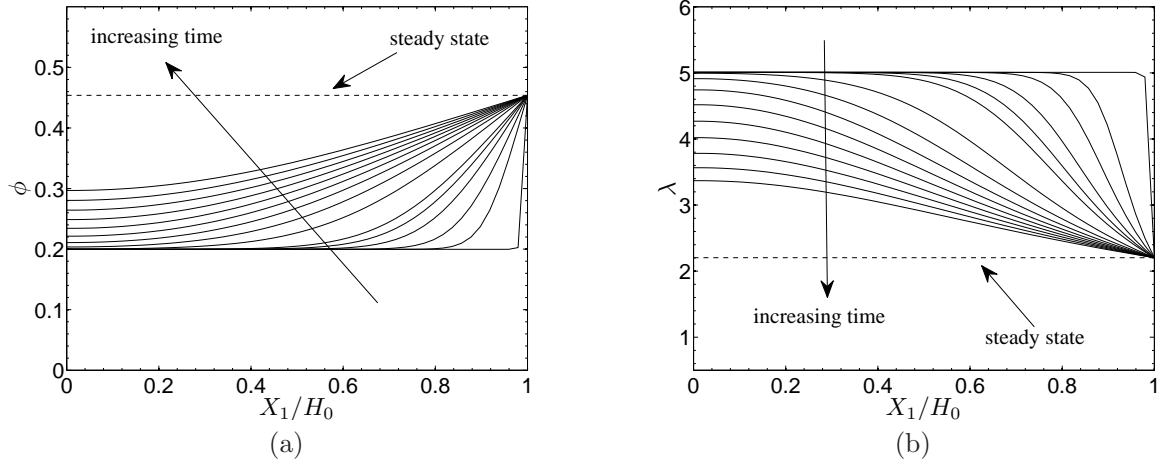 increasing time
steady state
0.5
0.4
0.3
0.2
0.1
0
ϕ
0 0.2 0.4 0.6 0.8 1
X₁/H₀
(a)
6
5
4
3
2
1
λ
increasing time
steady state
0 0.2 0.4 0.6 0.8 1
X₁/H₀
(b)